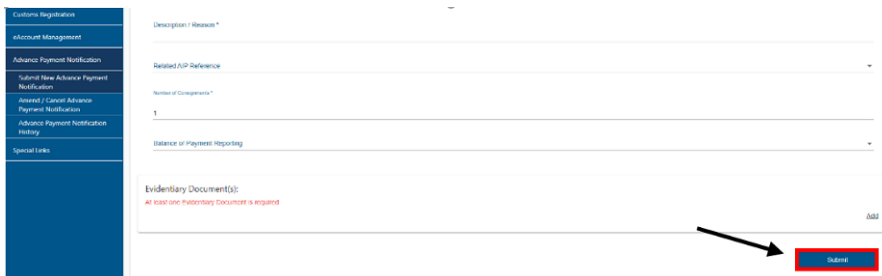 Customs Registration
eAccount Management
Advance Payment Notification
Submit New Advance Payment
Notification
Amend / Cancel Advance
Payment Notification
Advance Payment Notification
History
Special Links
Description / Reason *
Related AIP Reference
Number of Consignments *
1
Balance of Payment Reporting
Evidentiary Document(s):
At least one Evidentiary Document is required
Add
Submit